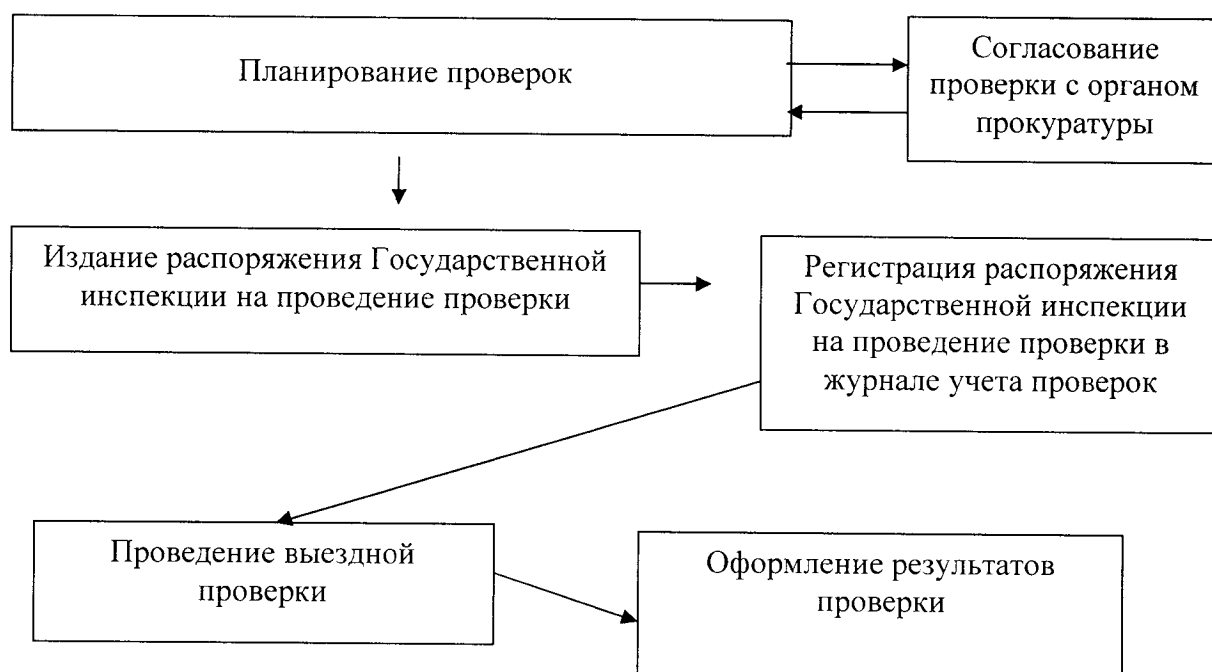 Планирование проверок
Согласование
проверки с органом
прокуратуры
Издание распоряжения Государственной
инспекции на проведение проверки
Регистрация распоряжения
Государственной инспекции
на проведение проверки в
журнале учета проверок
Проведение выездной
проверки
Оформление результатов
проверки